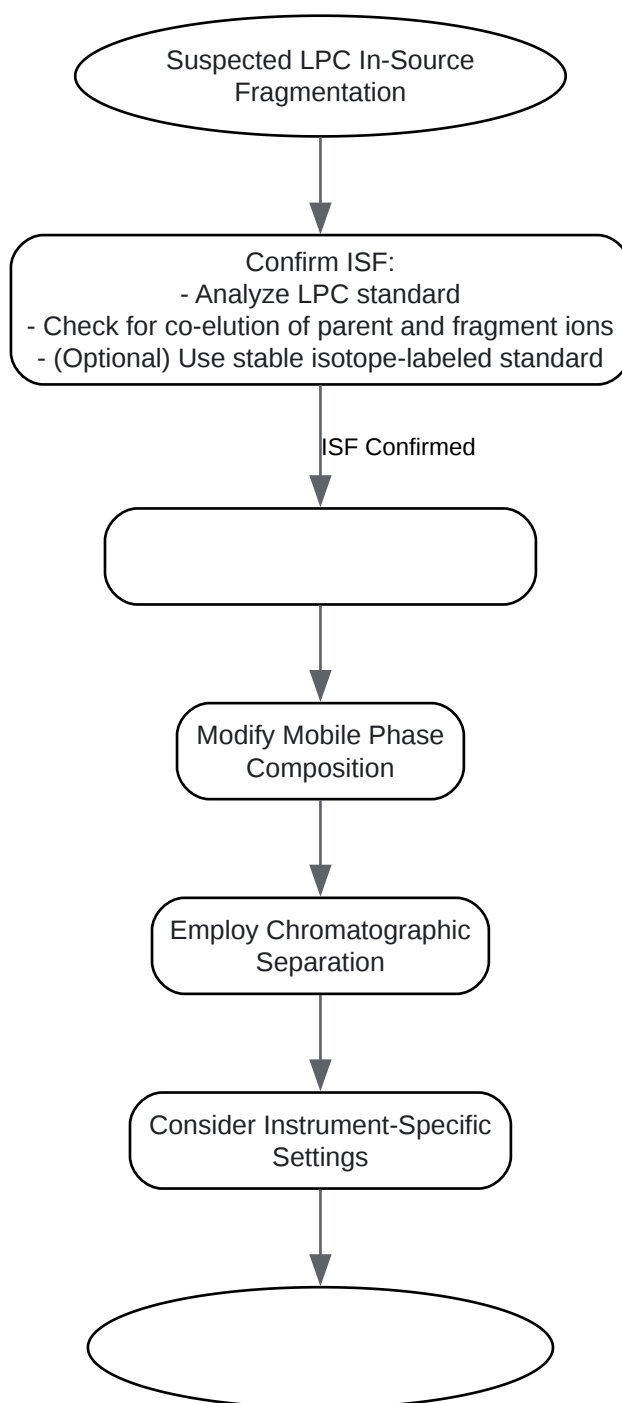 Suspected LPC In-Source
Fragmentation
Confirm ISF:
- Analyze LPC standard
- Check for co-elution of parent and fragment ions
- (Optional) Use stable isotope-labeled standard
ISF Confirmed
Modify Mobile Phase
Composition
Employ Chromatographic
Separation
Consider Instrument-Specific
Settings